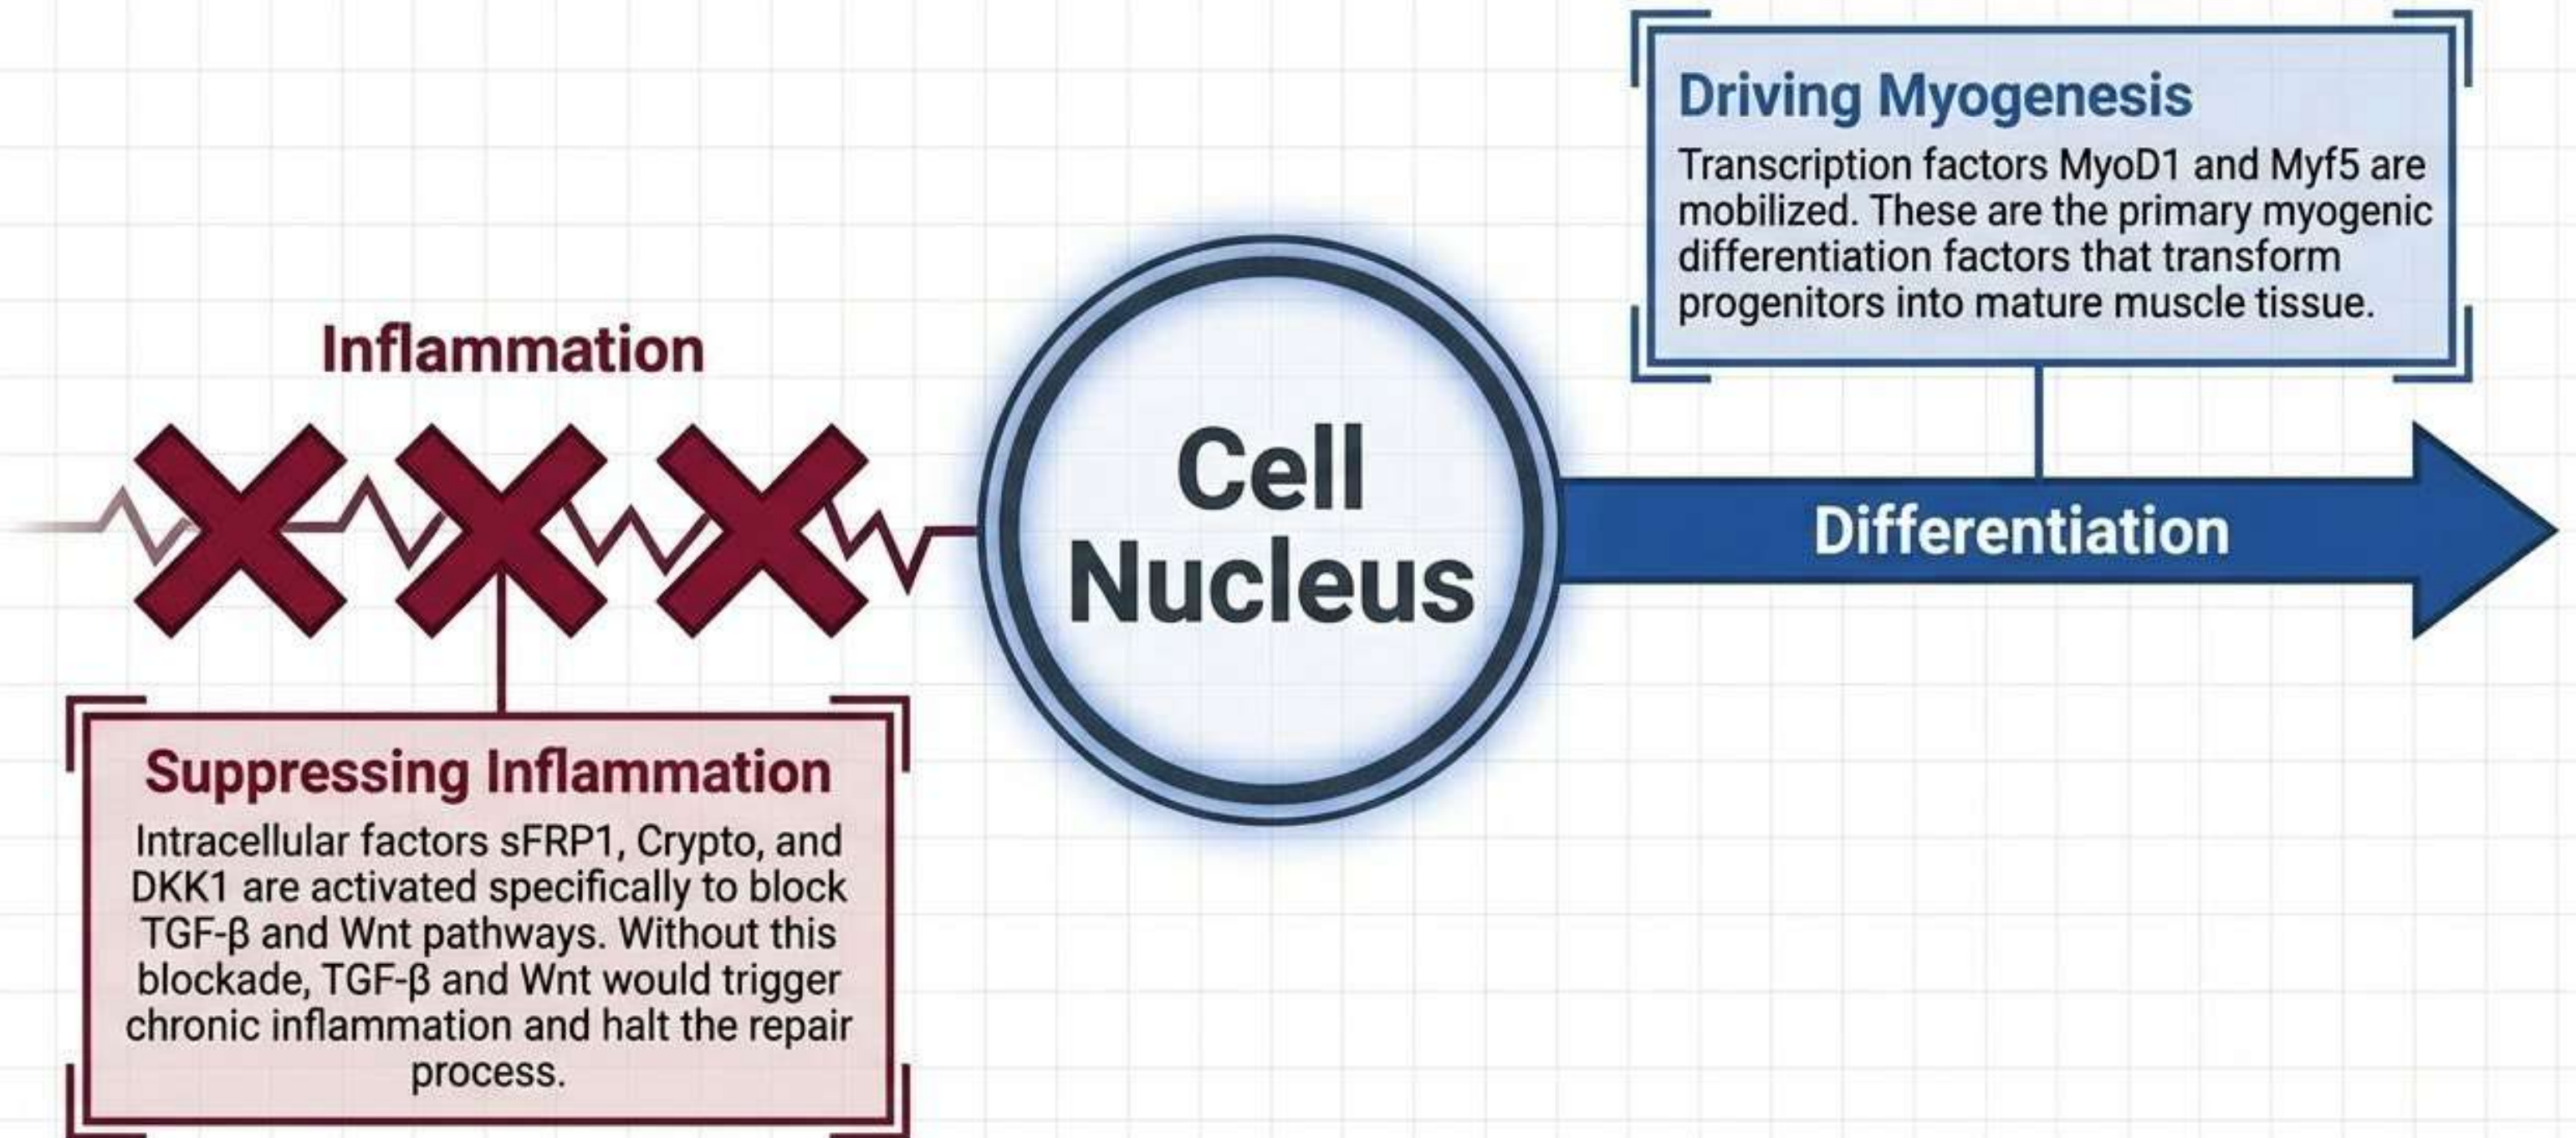 Driving Myogenesis
Transcription factors MyoD1 and Myf5 are
mobilized. These are the primary myogenic
differentiation factors that transform
progenitors into mature muscle tissue.
Inflammation
Cell
Nucleus
Differentiation
Suppressing Inflammation
Intracellular factors sFRP1, Crypto, and
DKK1 are activated specifically to block
TGF-β and Wnt pathways. Without this
blockade, TGF-β and Wnt would trigger
chronic inflammation and halt the repair
process.